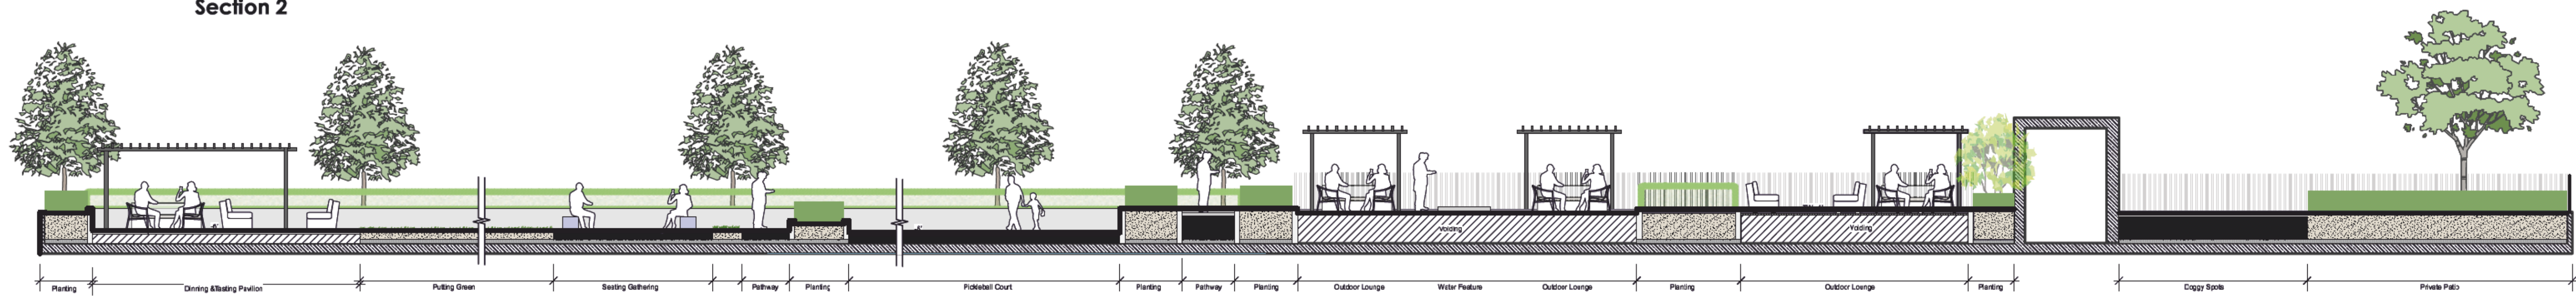 Section 2
Voiding
Voiding
Planting
Dinning &Tasting Pavilion
Putting Green
Seating Gathering
Pathway
Planting
Pickleball Court
Planting
Pathway
Planting
Outdoor Lounge
Water Feature
Outdoor Lounge
Planting
Outdoor Lounge
Planting
Doggy Spots
Private Patio